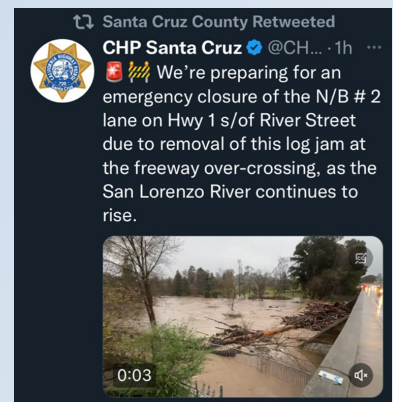 Santa Cruz County Retweeted
CHP Santa Cruz @CH... · 1h
We're preparing for an
emergency closure of the N/B # 2
lane on Hwy 1 s/of River Street
due to removal of this log jam at
the freeway over-crossing, as the
San Lorenzo River continues to
rise.
0:03